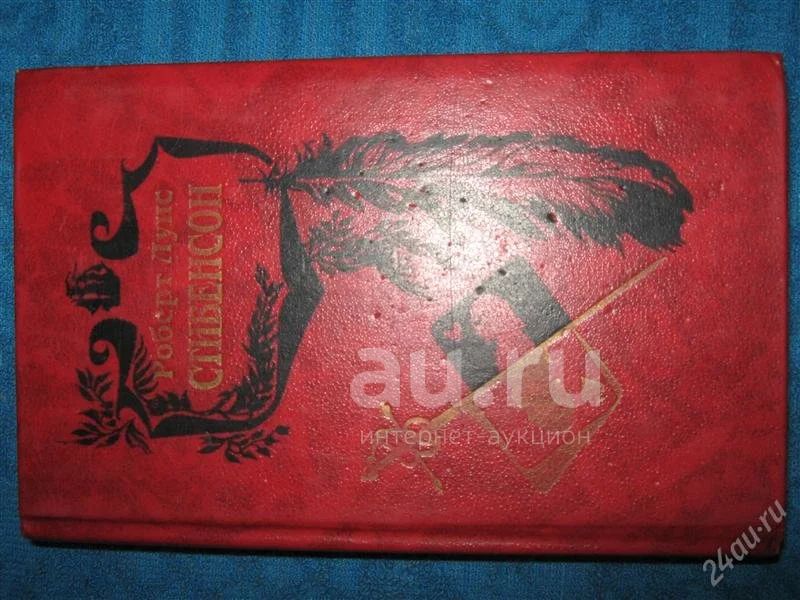 Роберт Луис
СТИВЕНСОН
au.ru
интернет-аукцион
24au.ru